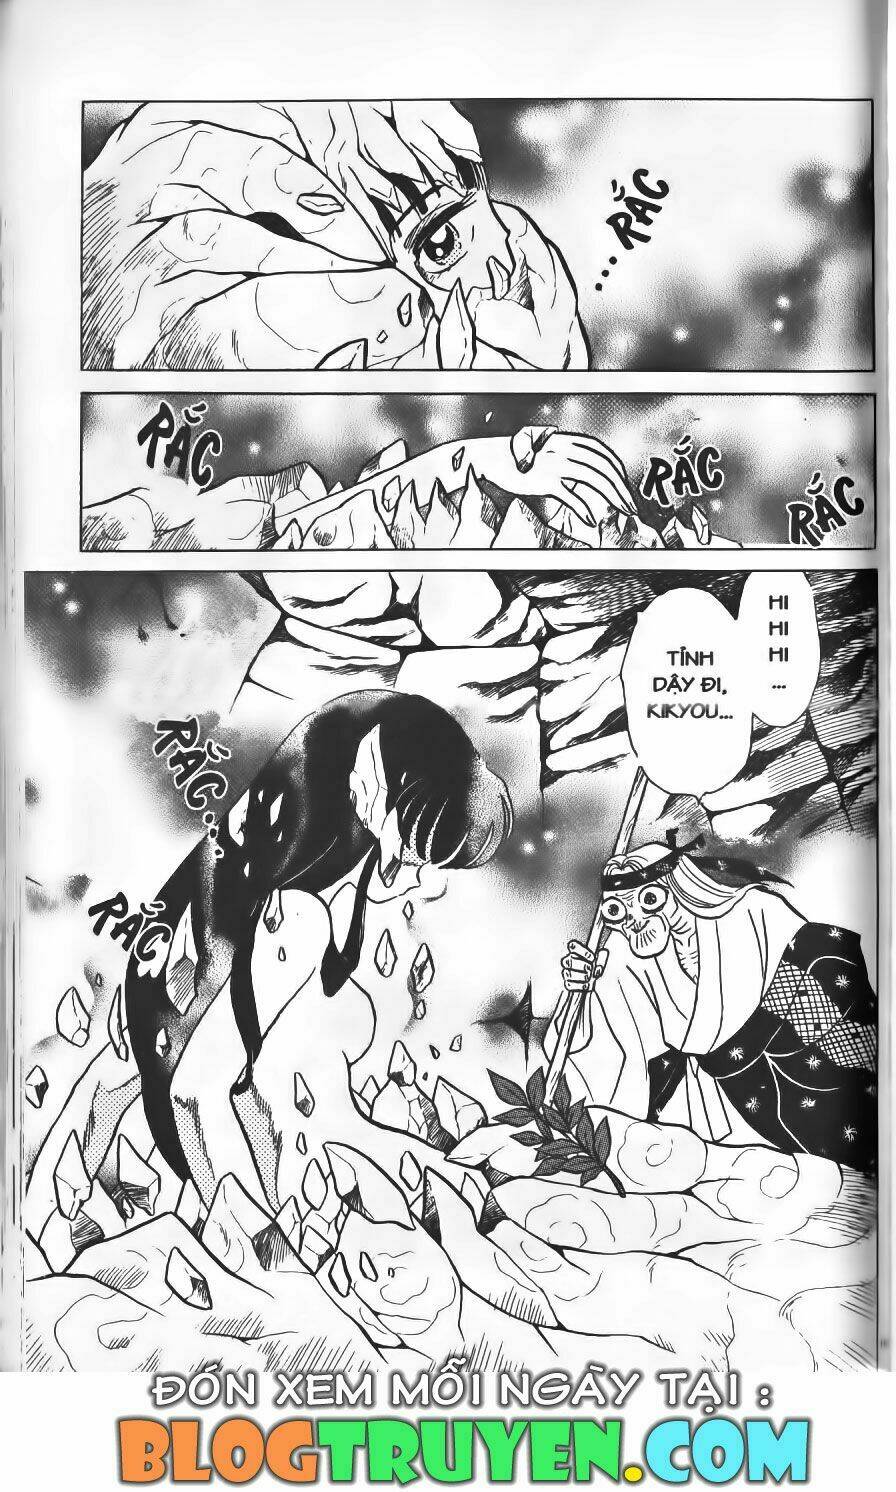 ...RẮC
RẮC
RẮC
RẮC
HI
HI
HI
...
TỈNH
DẬY ĐI,
KIKYOU...
RẮC...
RẮC
ĐÓN XEM MỖI NGÀY TẠI :
BLOGTRUYEN.COM